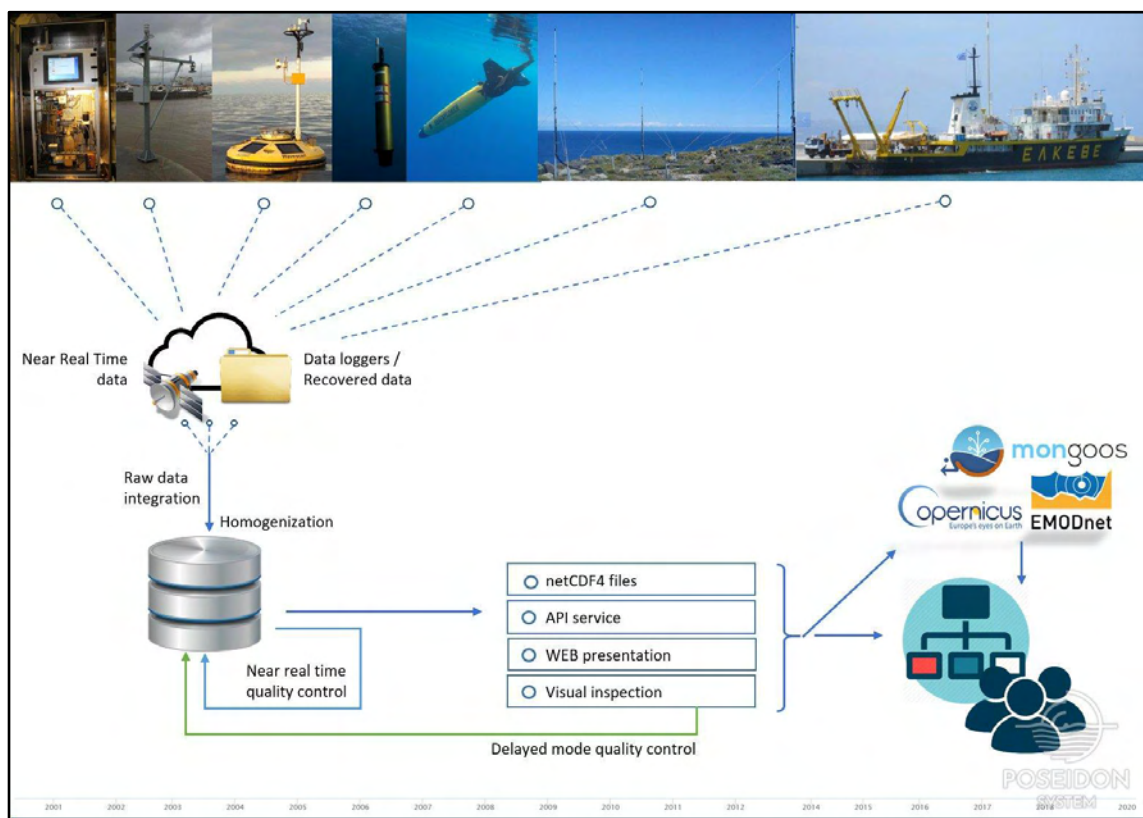 ΕΛΚΕΘΕ
Near Real Time
data
Data loggers /
Recovered data
Raw data
integration
Homogenization
mongoos
Copernicus
Europe's eyes on Earth
EMODnet
netCDF4 files
API service
WEB presentation
Visual inspection
Near real time
quality control
Delayed mode quality control
POSEIDON
SYSTEM
2001 2002 2003 2004 2005 2006 2007 2008 2009 2010 2011 2012 2014 2015 2016 2017 2020